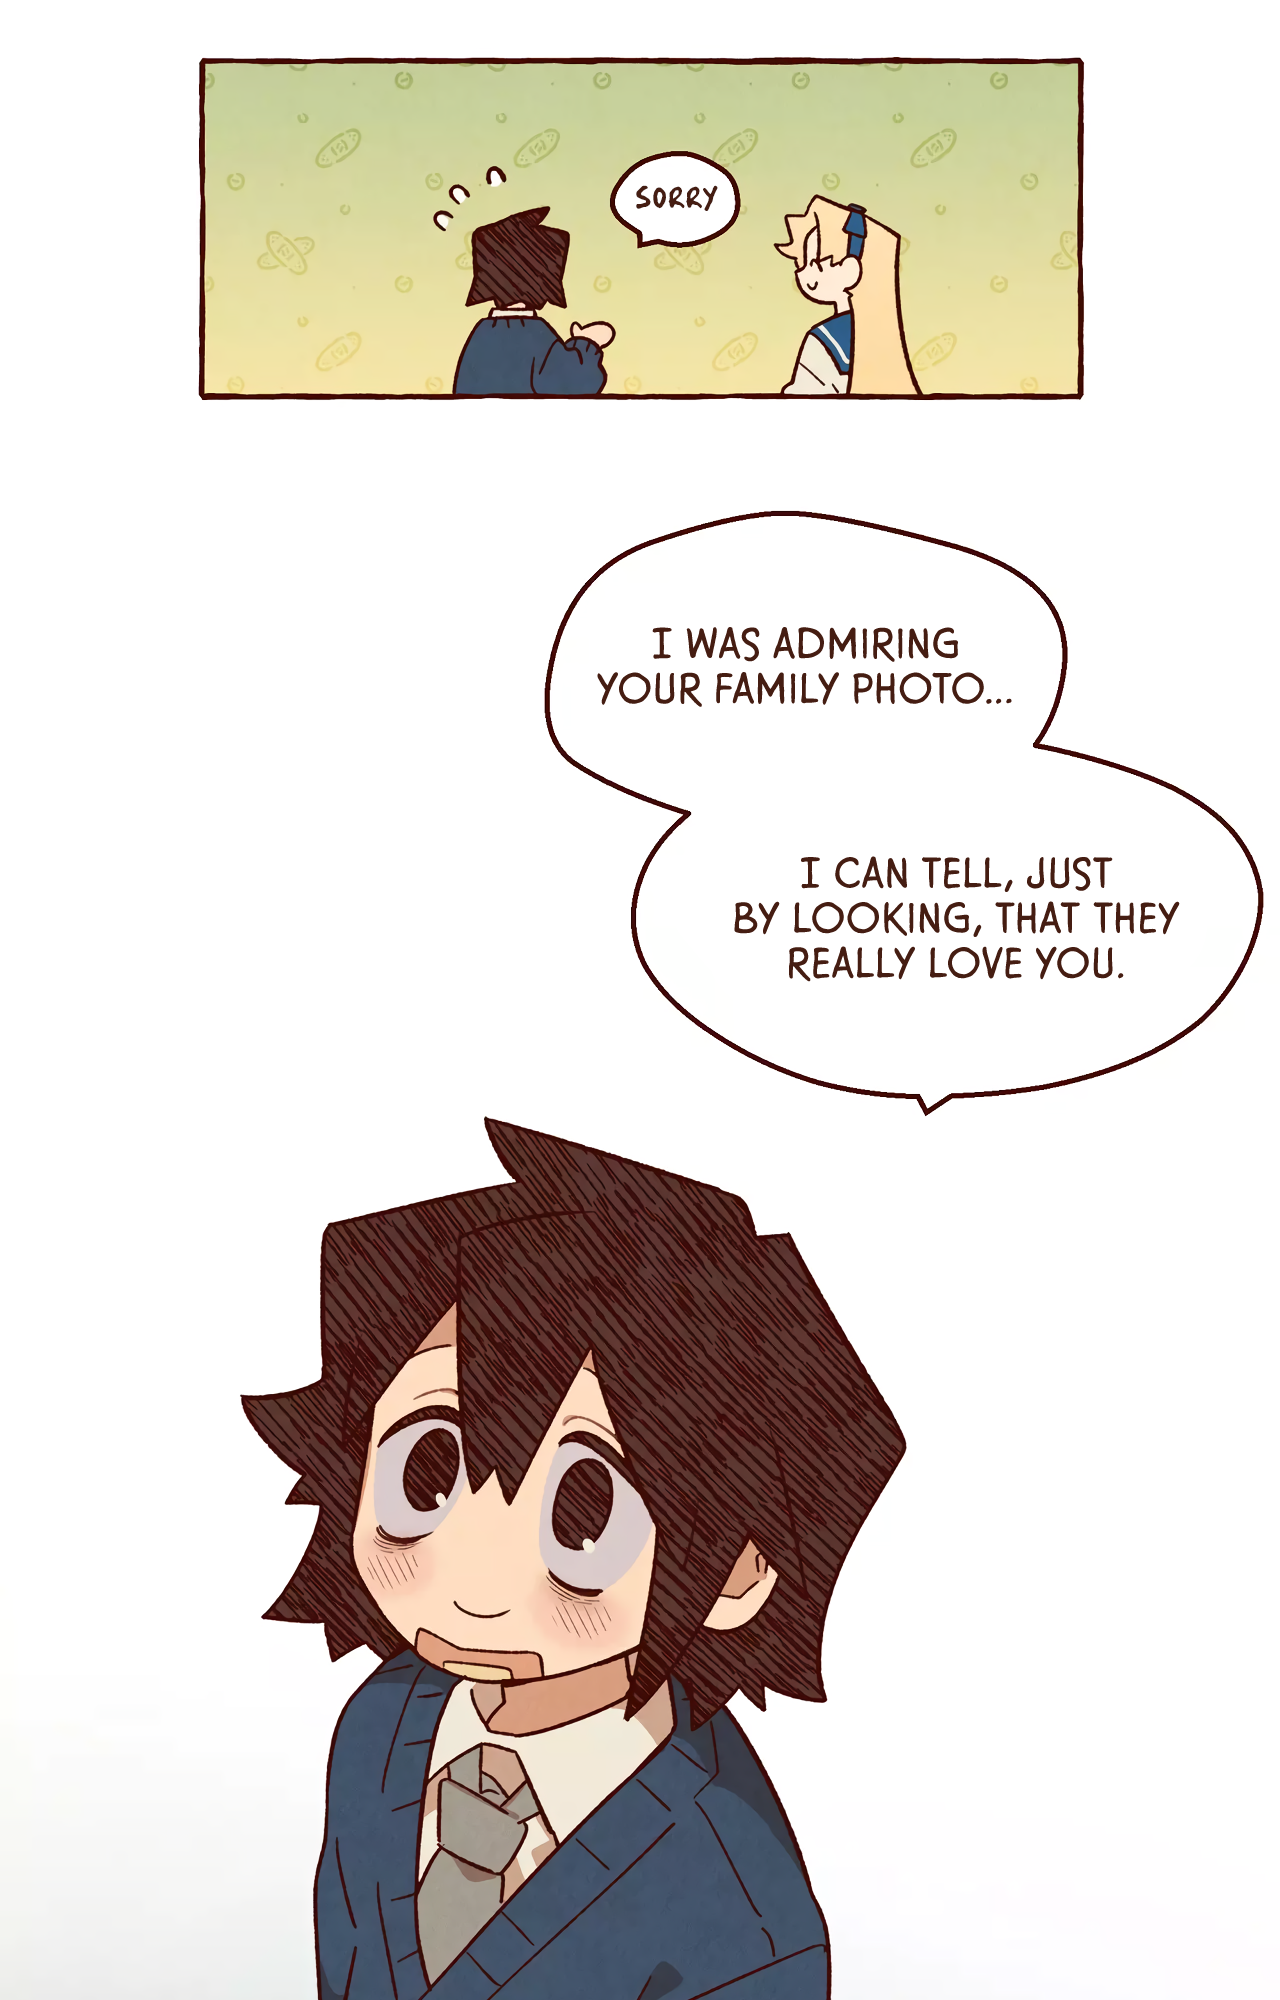 SORRY
I WAS ADMIRING
YOUR FAMILY PHOTO...
I CAN TELL, JUST
BY LOOKING, THAT THEY
REALLY LOVE YOU.